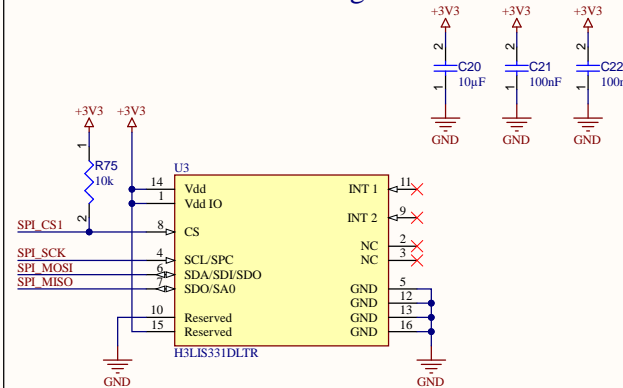 +3V3 +3V3 +3V3
2 2 2
C20 C21 C22
10µF 100nF
1 1 1
GND GND GND
+3V3 +3V3
1
R75
10k
2
U3
14 Vdd INT 1 11
1 Vdd IO
INT 2 9
SPI_CS1 8 CS
NC 2
SPI_SCK 4 SCL/SPC NC 3
SPI_MOSI 6 SDA/SDI/SDO
SPI_MISO 7 SDO/SA0 GND 5
GND 12
10 Reserved GND 13
15 Reserved GND 16
H3LIS331DLTR
GND GND